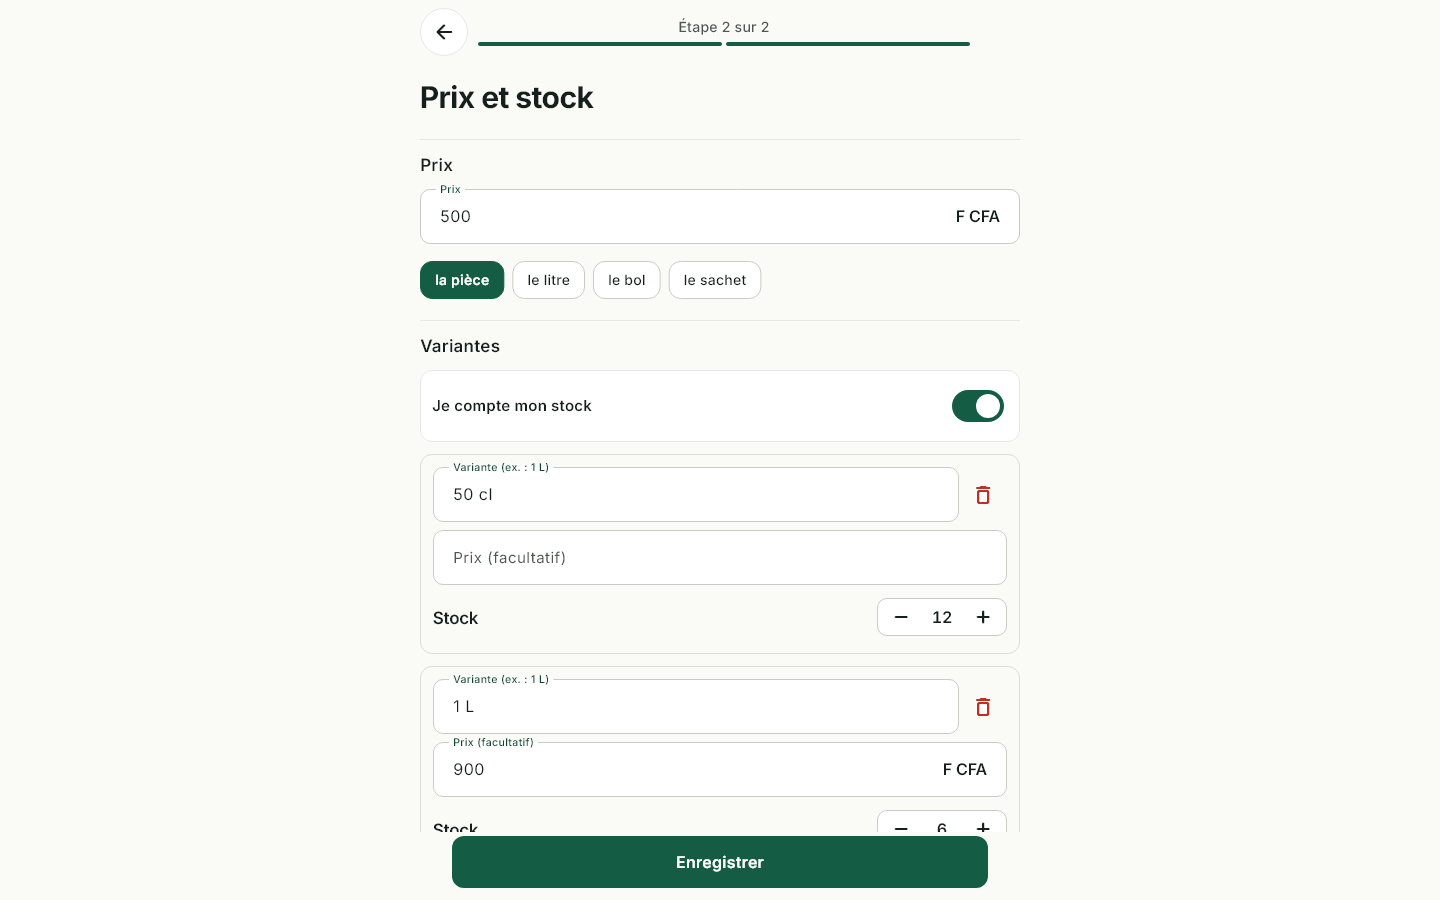 Étape 2 sur 2
Prix et stock
Prix
Prix
500 F CFA
la pièce le litre le bol le sachet
Variantes
Je compte mon stock
Variante (ex. : 1 L)
50 cl
Prix (facultatif)
Stock 12
Variante (ex. : 1 L)
1 L
Prix (facultatif)
900 F CFA
Stock 6
Enregistrer